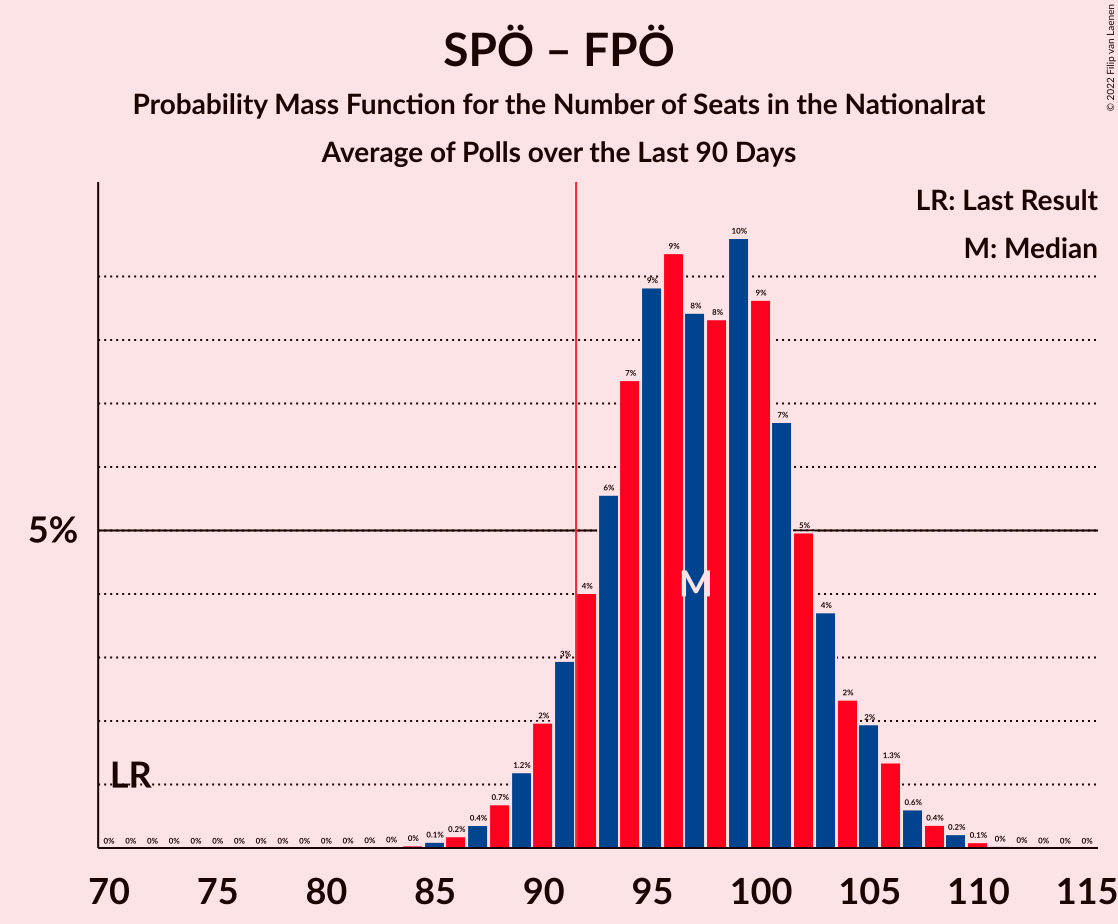 SPÖ – FPÖ
Probability Mass Function for the Number of Seats in the Nationalrat
Average of Polls over the Last 90 Days
© 2022 Filip van Laenen
LR: Last Result
M: Median
5%
LR
M
0% 0% 0% 0% 0% 0% 0% 0% 0% 0% 0% 0% 0% 0% 0% 0.1% 0.2% 0.4% 0.7% 1.2% 2% 3% 4% 6% 7% 9% 9% 8% 8% 10% 9% 7% 5% 4% 2% 2% 1.3% 0.6% 0.4% 0.2% 0.1% 0% 0% 0% 0% 0%
70 75 80 85 90 95 100 105 110 115